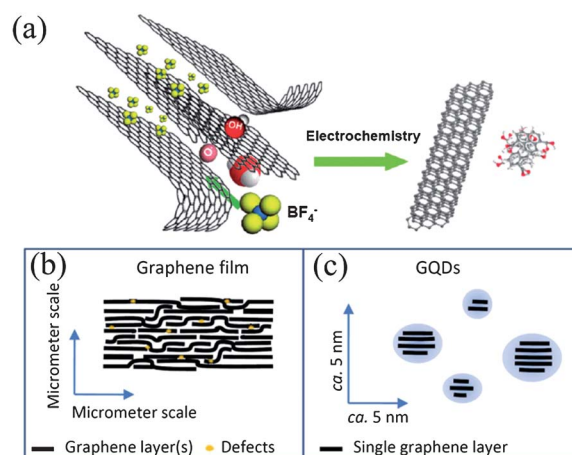 (a)
OH
O
Electrochemistry
BF₄⁻
(b)
Graphene film
Micrometer scale
Micrometer scale
Graphene layer(s)
Defects
(c)
GQDs
ca. 5 nm
ca. 5 nm
Single graphene layer